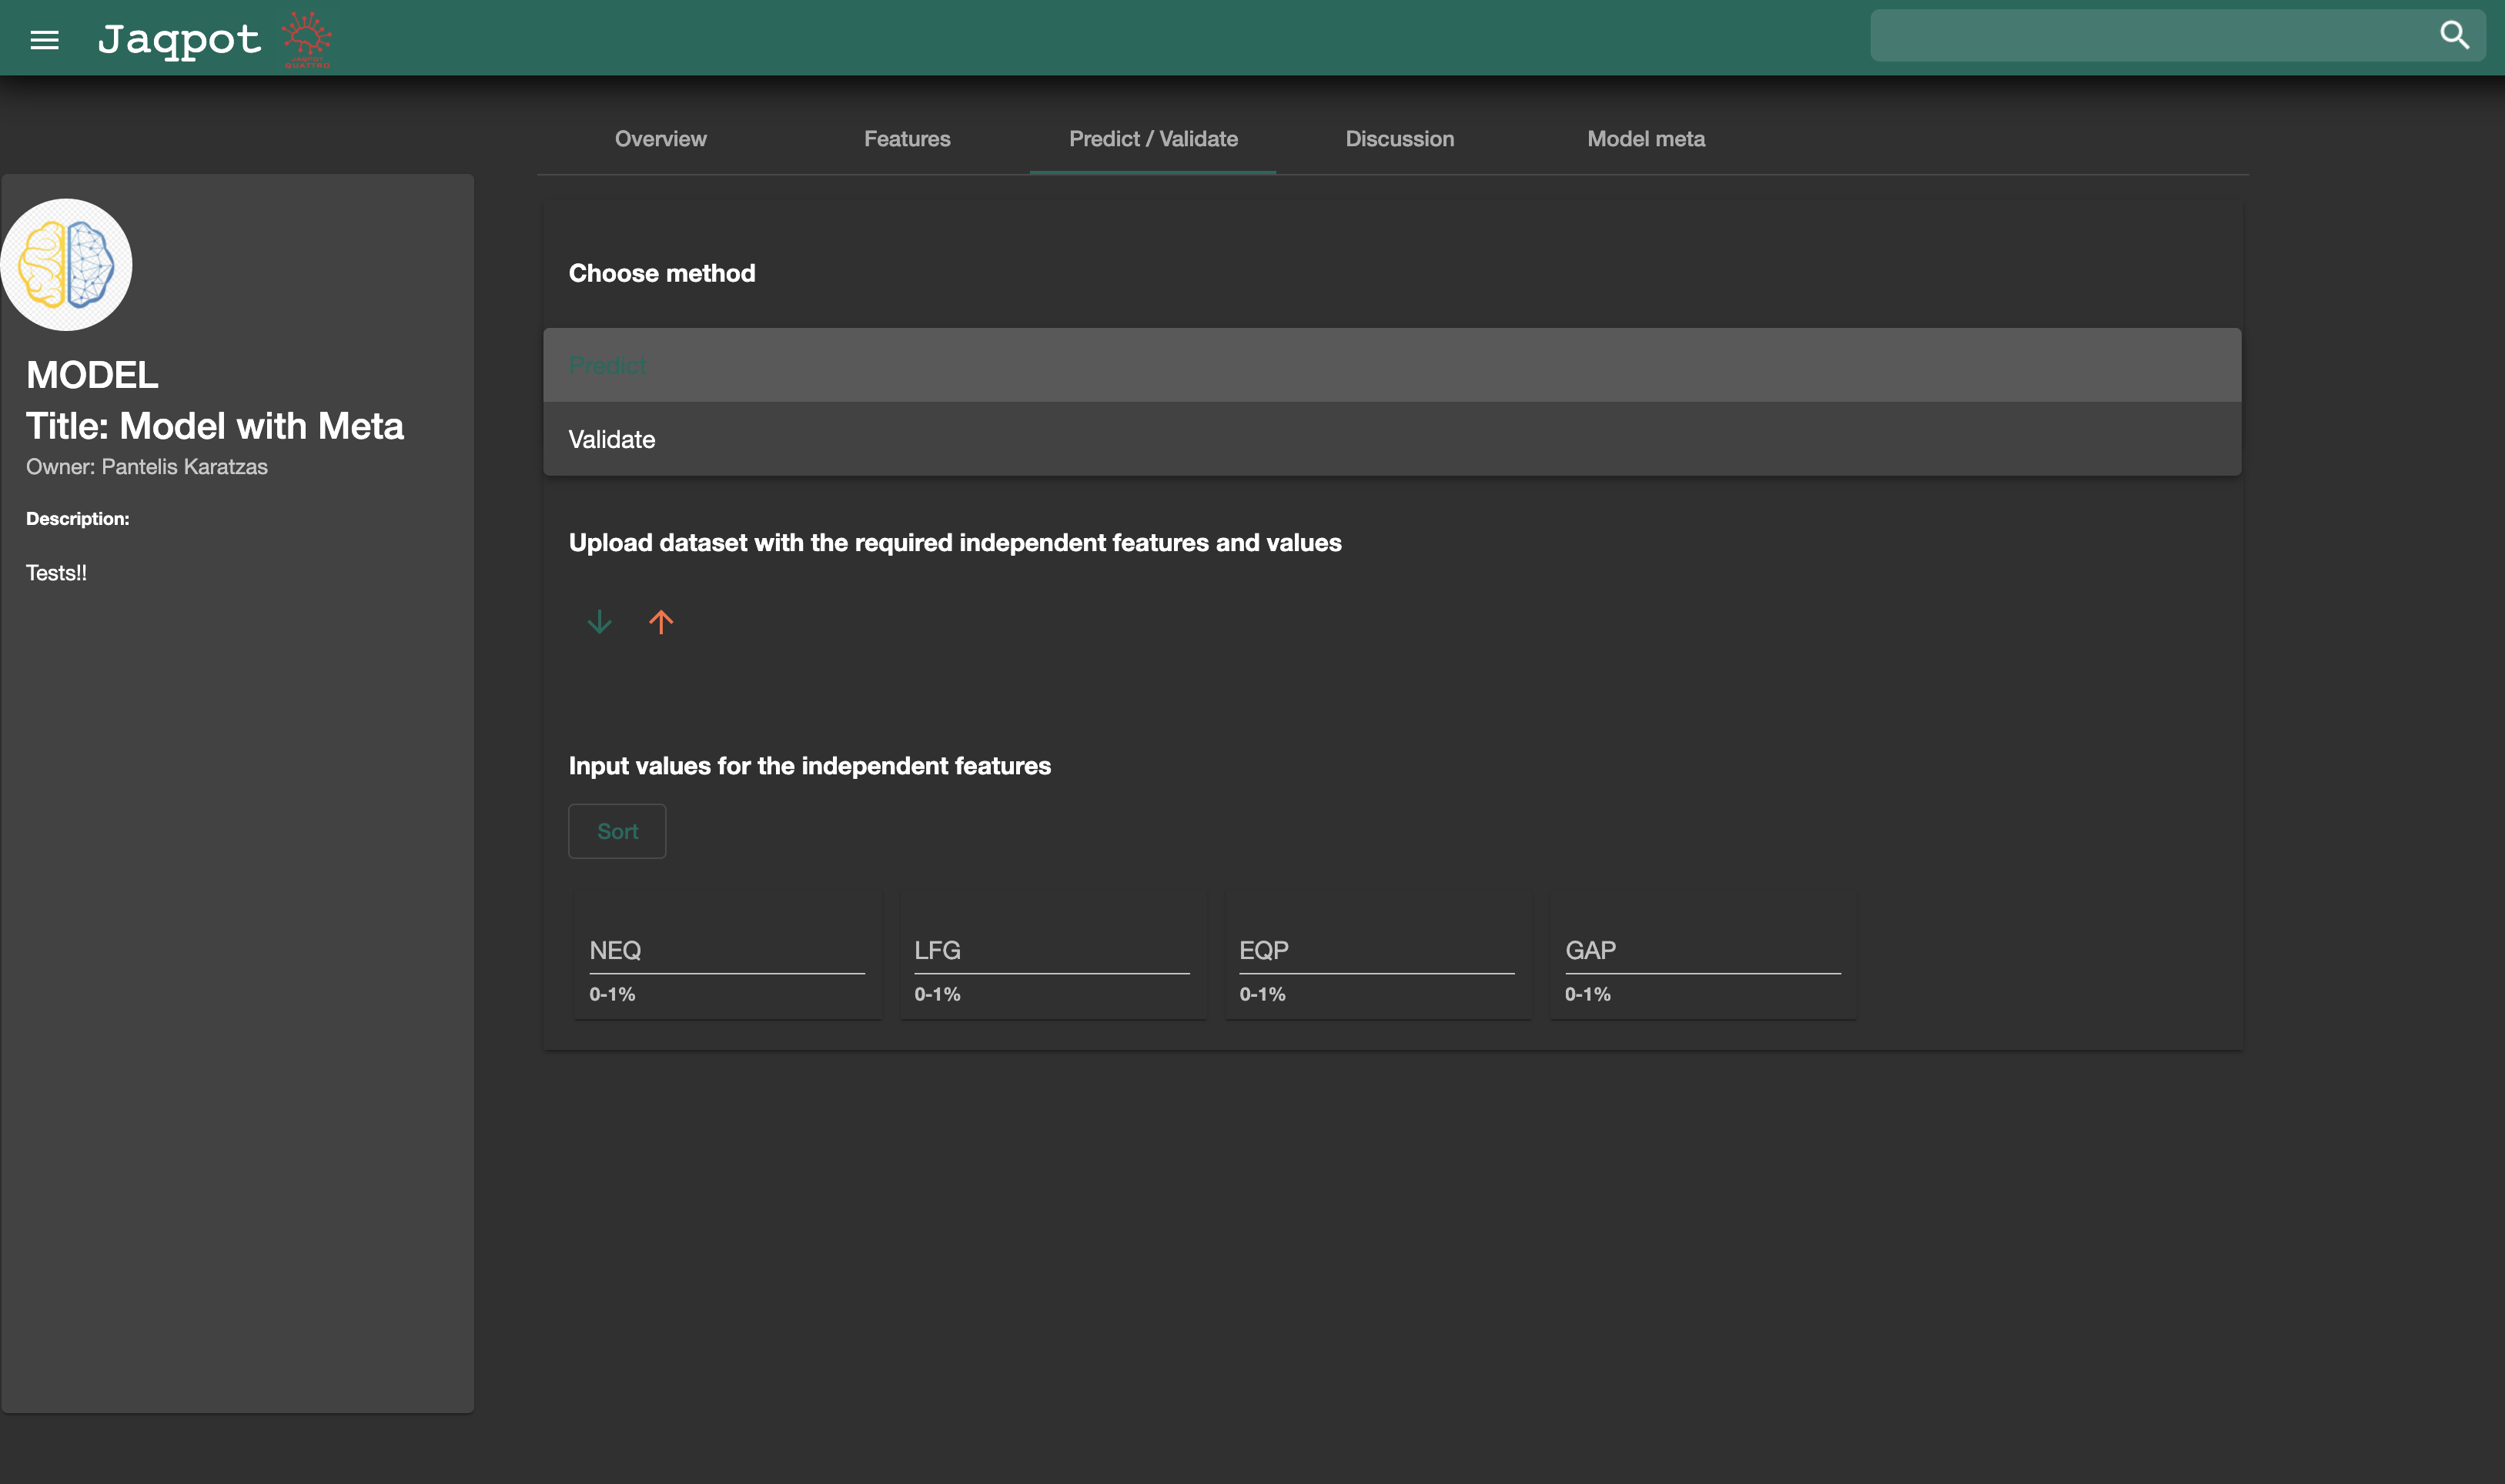 Jaqpot
JAQPOT
QUATTRO
Overview Features Predict / Validate Discussion Model meta
MODEL
Title: Model with Meta
Owner: Pantelis Karatzas
Description:
Tests!!
Choose method
Predict
Validate
Upload dataset with the required independent features and values
Input values for the independent features
Sort
NEQ LFG EQP GAP
0-1% 0-1% 0-1% 0-1%